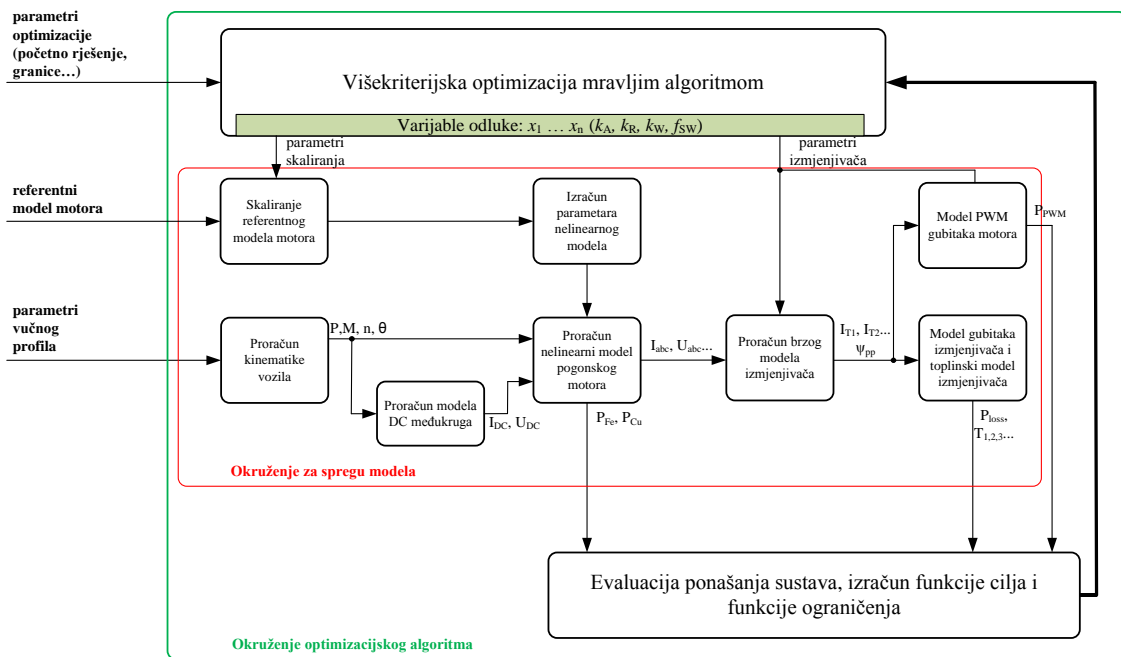 parametri
optimizacije
(početno rješenje,
granice…)
Višekriterijska optimizacija mravljim algoritmom
Varijable odluke: x1 … xn (kA, kR, kW, fSW)
parametri
skaliranja
parametri
izmjenjivača
referentni
model motora
Skaliranje
referentnog
modela motora
Izračun
parametara
nelinearnog
modela
Model PWM
gubitaka motora
PPWM
parametri
vučnog
profila
Proračun
kinematike
vozila
P,M, n, θ
Proračun modela
DC međukruga
IDC, UDC
Proračun
nelinearni model
pogonskog
motora
Iabc, Uabc...
Proračun brzog
modela
izmjenjivača
IT1, IT2...
ψpp
Model gubitaka
izmjenjivača i
toplinski model
izmjenjivača
PFe, PCu
Ploss,
T1,2,3...
Okruženje za spregu modela
Evaluacija ponašanja sustava, izračun funkcije cilja i
funkcije ograničenja
Okruženje optimizacijskog algoritma